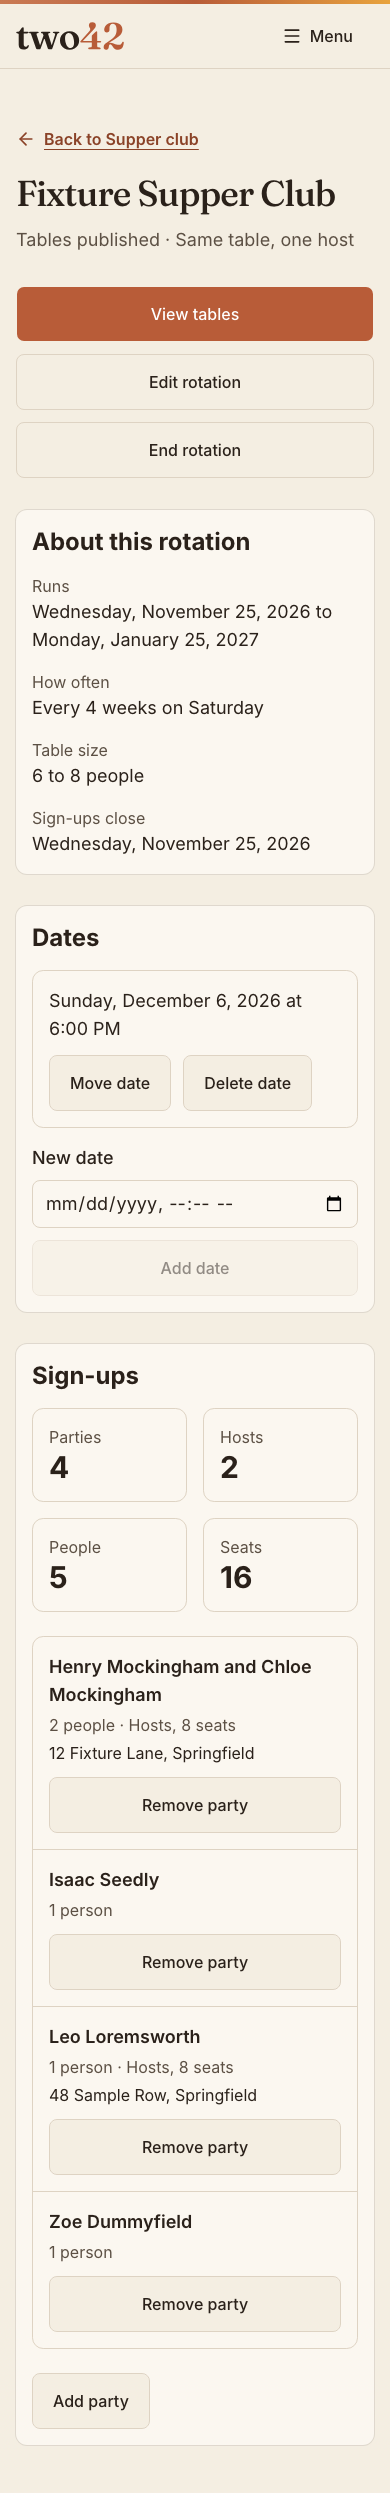 two42
Menu
Back to Supper club
Fixture Supper Club
Tables published · Same table, one host
View tables
Edit rotation
End rotation
About this rotation
Runs
Wednesday, November 25, 2026 to
Monday, January 25, 2027
How often
Every 4 weeks on Saturday
Table size
6 to 8 people
Sign-ups close
Wednesday, November 25, 2026
Dates
Sunday, December 6, 2026 at
6:00 PM
Move date
Delete date
New date
mm/dd/yyyy, --:-- --
Add date
Sign-ups
Parties
4
Hosts
2
People
5
Seats
16
Henry Mockingham and Chloe
Mockingham
2 people · Hosts, 8 seats
12 Fixture Lane, Springfield
Remove party
Isaac Seedly
1 person
Remove party
Leo Loremsworth
1 person · Hosts, 8 seats
48 Sample Row, Springfield
Remove party
Zoe Dummyfield
1 person
Remove party
Add party